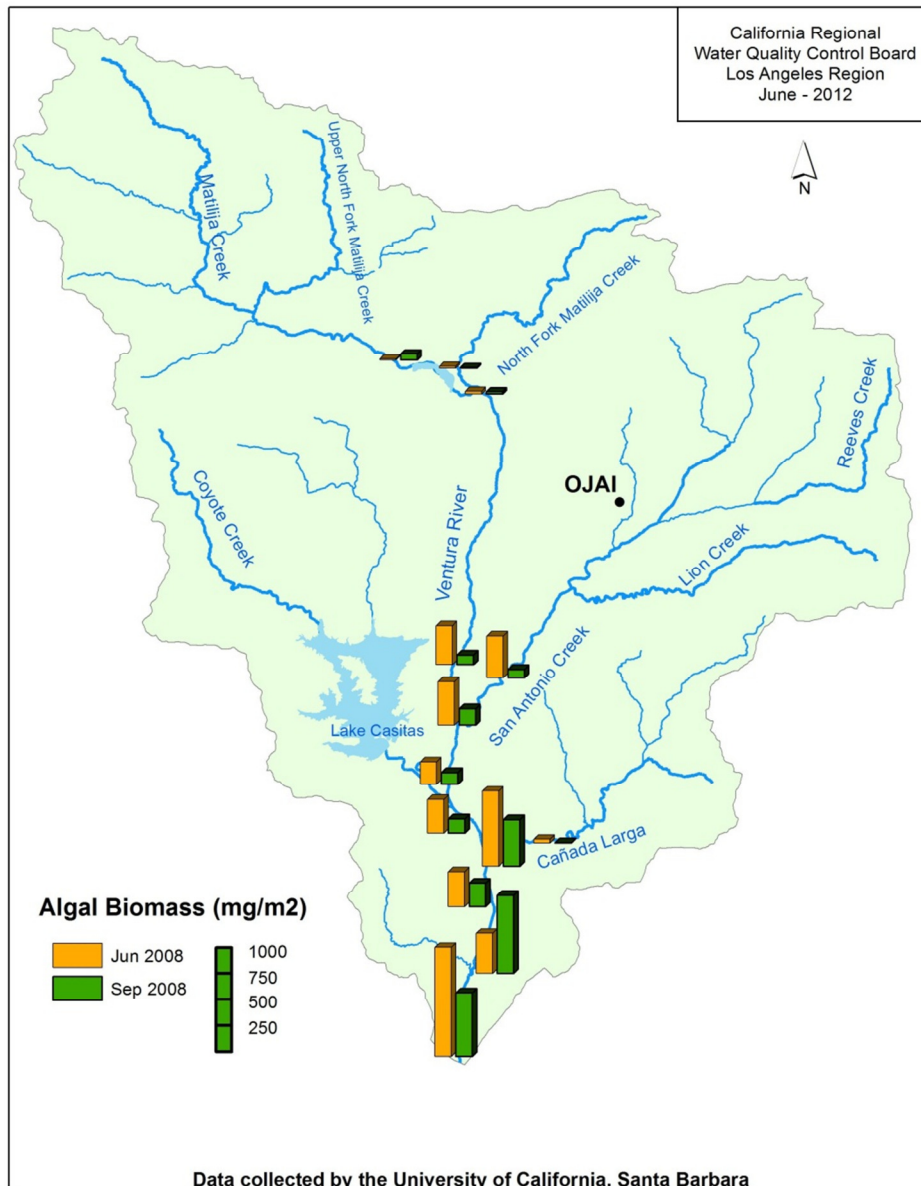 California Regional
Water Quality Control Board
Los Angeles Region
June - 2012
N
Matilija Creek
Upper North Fork Matilija Creek
North Fork Matilija Creek
Reeves Creek
OJAI
Coyote Creek
Ventura River
Lion Creek
San Antonio Creek
Lake Casitas
Cañada Larga
Algal Biomass (mg/m2)
Jun 2008
Sep 2008
1000
750
500
250
Data collected by the University of California, Santa Barbara